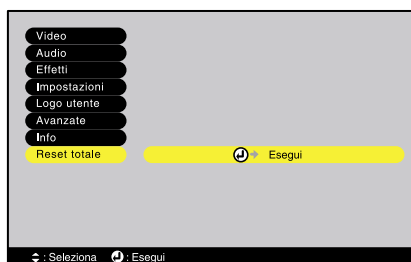 Video
Audio
Effetti
Impostazioni
Logo utente
Avanzate
Info
Reset totale Esegui
: Seleziona : Esegui